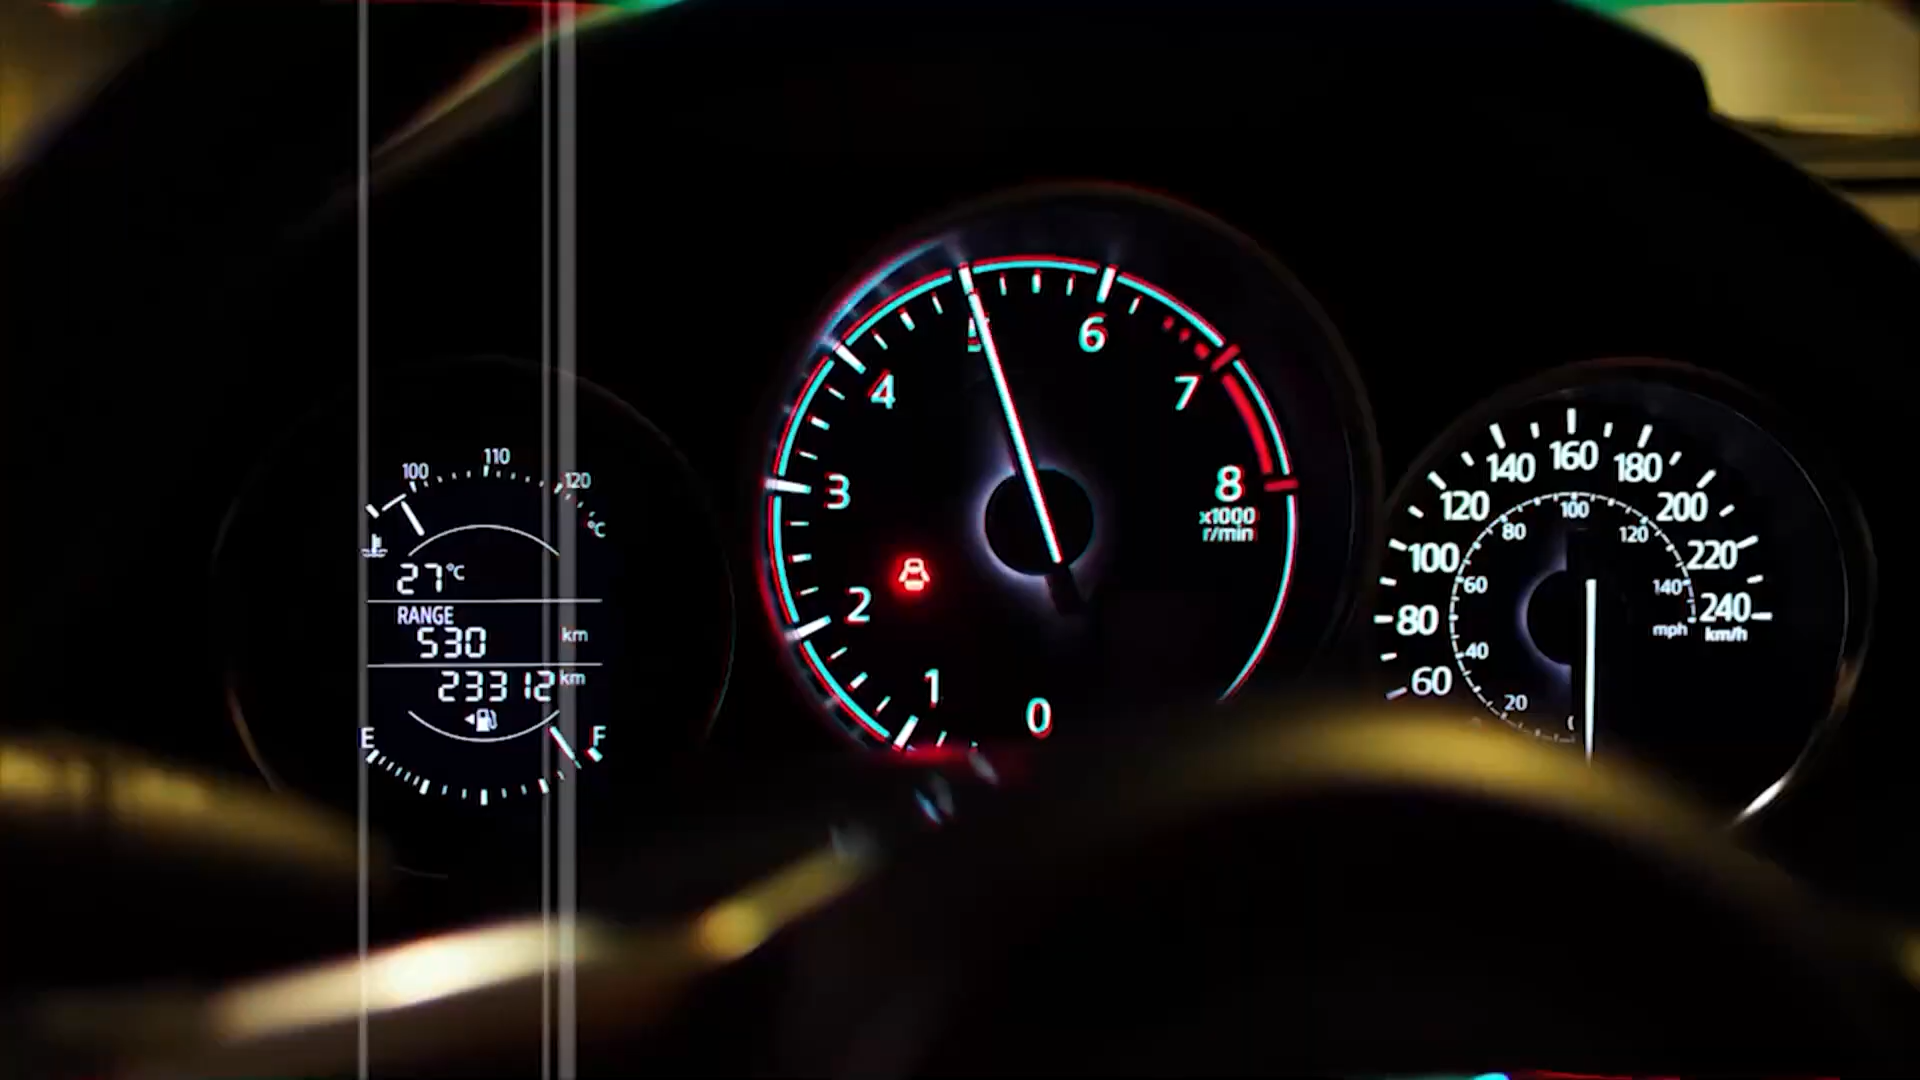 100 110 120
°C
27°C
RANGE
530 km
23312 km
E F
0 1 2 3 4 5 6 7 8
x1000
r/min
60 80 100 120 140 160 180 200 220 240
km/h
20 40 60 80 100 120 140
mph